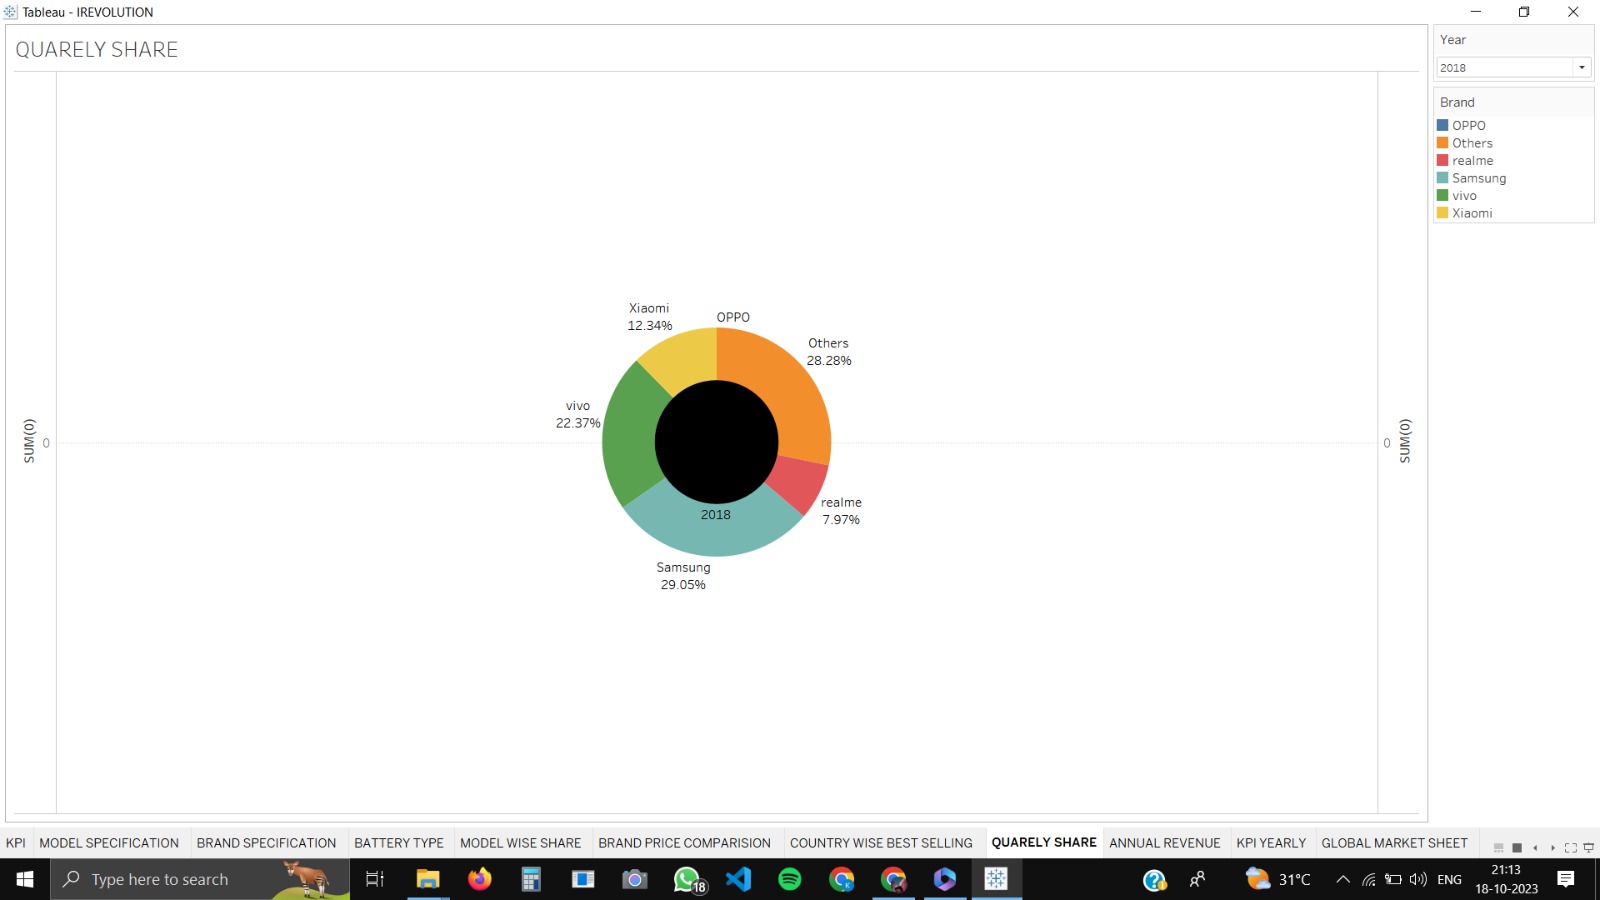 Tableau - IREVOLUTION
QUARELY SHARE
Year
2018
Brand
OPPO
Others
realme
Samsung
vivo
Xiaomi
Xiaomi
12.34%
OPPO
Others
28.28%
vivo
22.37%
SUM(0)
0
0
SUM(0)
realme
7.97%
2018
Samsung
29.05%
KPI MODEL SPECIFICATION BRAND SPECIFICATION BATTERY TYPE MODEL WISE SHARE BRAND PRICE COMPARISION COUNTRY WISE BEST SELLING QUARELY SHARE ANNUAL REVENUE KPI YEARLY GLOBAL MARKET SHEET
Type here to search
18
31°C
ENG
21:13
18-10-2023